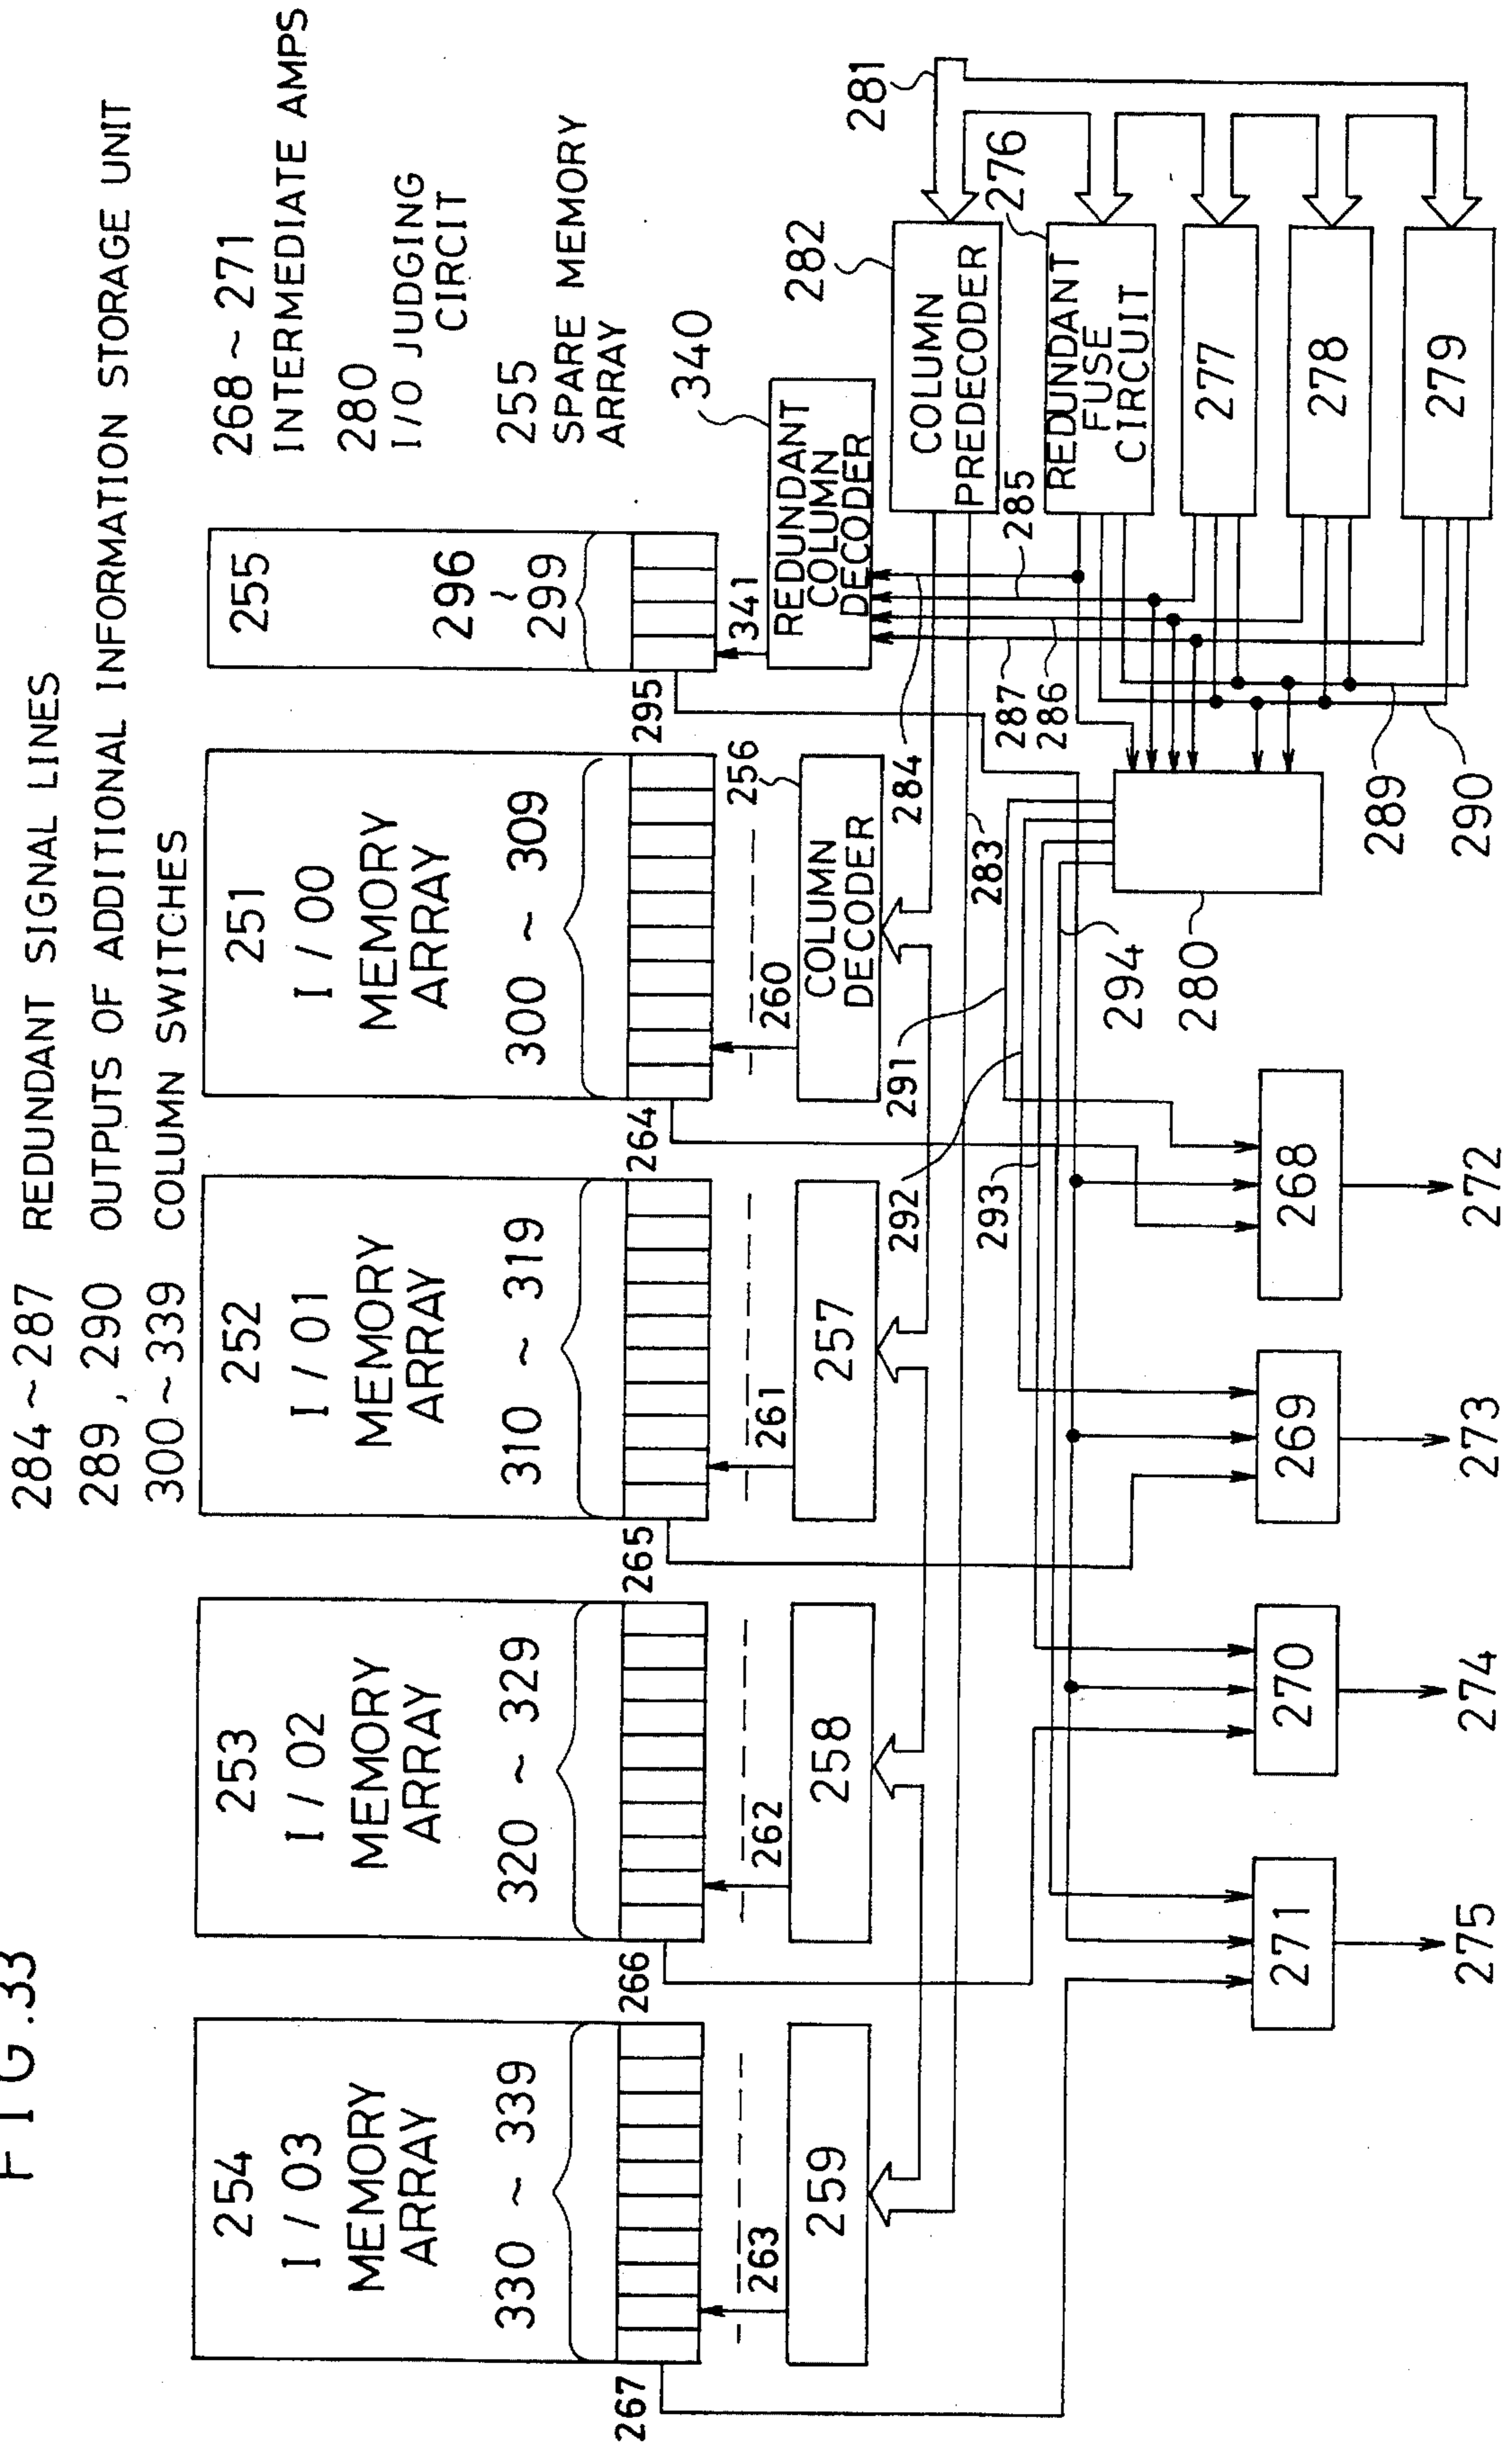 F I G . 33
284 ~ 287 REDUNDANT SIGNAL LINES
289 , 290 OUTPUTS OF ADDITIONAL INFORMATION STORAGE UNIT
300 ~ 339 COLUMN SWITCHES
268 ~ 271
INTERMEDIATE AMPS
280
I/O JUDGING
CIRCIT
255
SPARE MEMORY
ARRAY
254
I / 03
MEMORY
ARRAY
330 ~ 339
253
I / 02
MEMORY
ARRAY
320 ~ 329
252
I / 01
MEMORY
ARRAY
310 ~ 319
251
I / 00
MEMORY
ARRAY
300 ~ 309
255
296
~
299
267
266
265
264
295
263
262
261
260
256
341
340
259
258
257
COLUMN
DECODER
REDUNDANT
COLUMN
DECODER
282
281
COLUMN
PREDECODER
276
REDUNDANT
FUSE
CIRCUIT
277
278
279
284
285
287
286
283
291
292
293
294
280
289
290
271
270
269
268
275
274
273
272